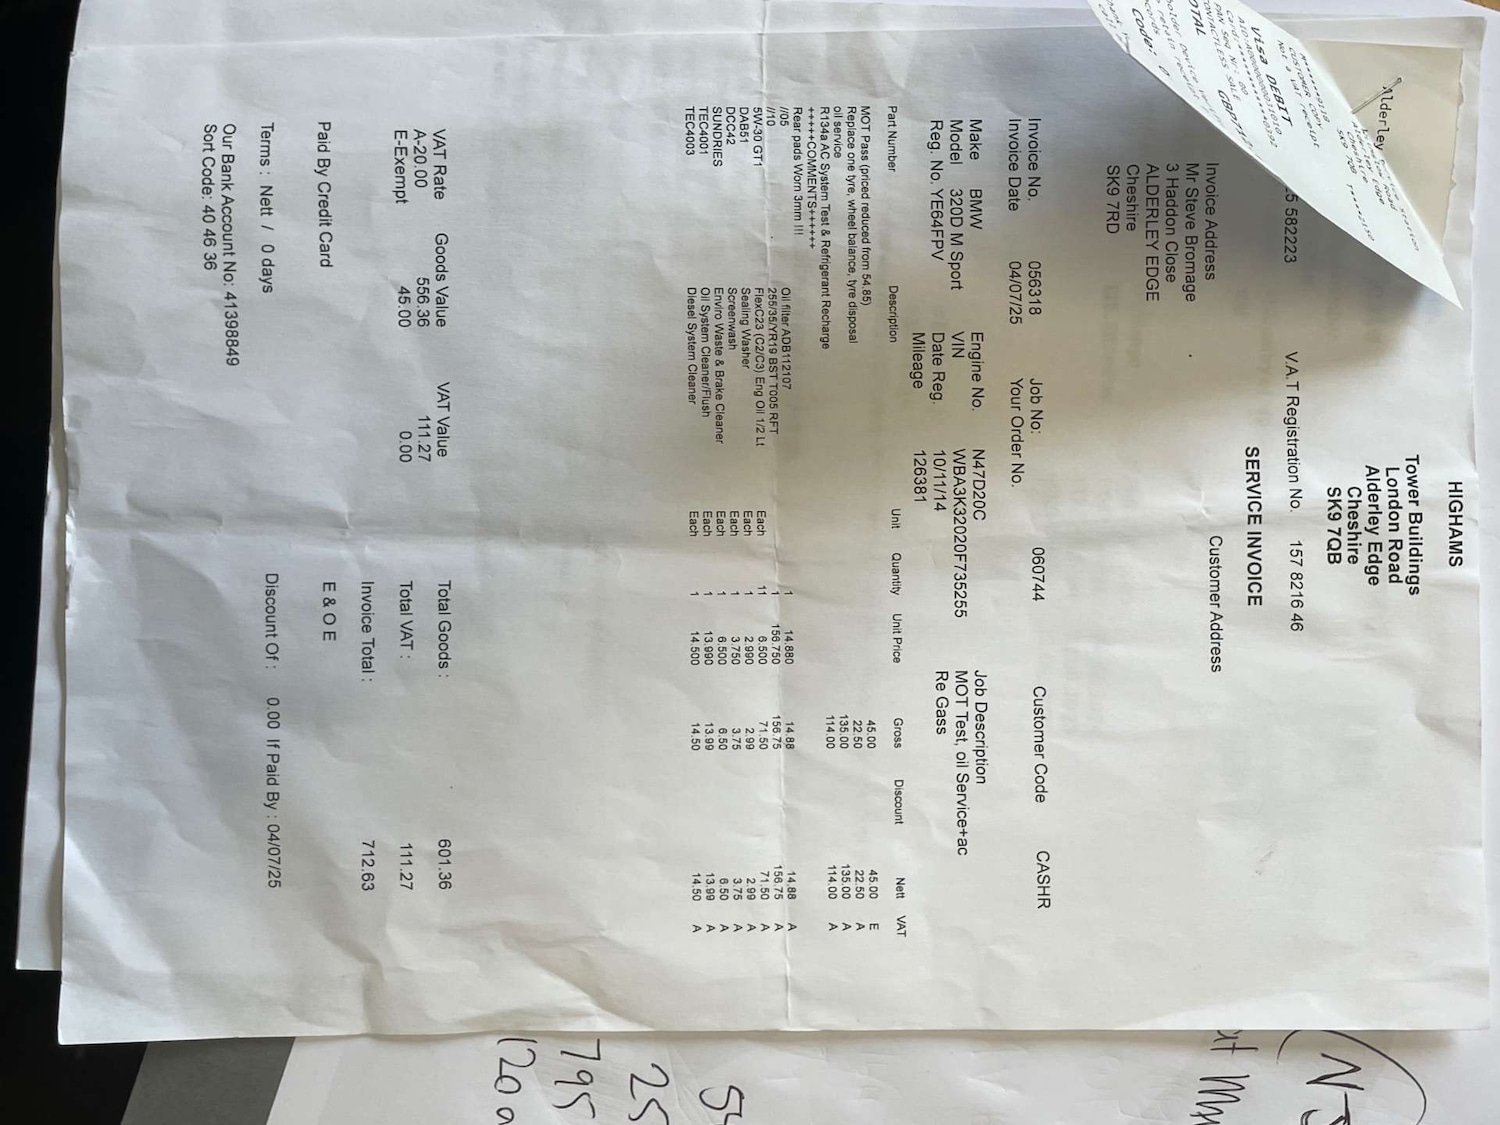 HIGHAMS
Tower Buildings
London Road
Alderley Edge
Cheshire
SK9 7QB
5 582223 V.A.T Registration No. 157 8216 46
SERVICE INVOICE
Invoice Address Customer Address
Mr Steve Bromage
3 Haddon Close
ALDERLEY EDGE
Cheshire
SK9 7RD
Invoice No. 056318 Job No: 060744 Customer Code CASHR
Invoice Date 04/07/25 Your Order No.
Make BMW Engine No. N47D20C Job Description
Model 320D M Sport VIN WBA3K32020F735255 MOT Test, oil Service+ac
Reg. No. YE64FPV Date Reg. 10/11/14 Re Gass
Mileage 126381
Part Number Description Unit Quantity Unit Price Gross Discount Nett VAT
MOT Pass (priced reduced from 54.85) 45.00 45.00 E
Replace one tyre, wheel balance, tyre disposal 22.50 22.50 A
oil service 135.00 135.00 A
R134a AC System Test & Refrigerant Recharge 114.00 114.00 A
+++++COMMENTS++++++
Rear pads Worn 3mm !!!
//05 Oil filter ADB112107 1 14.880 14.88 14.88 A
//10 255/35/YR19 BST T005 RFT 1 156.750 156.75 156.75 A
5W-30 GT1 FlexC23 (C2/C3) Eng Oil 1/2 Lt Each 11 6.500 71.50 71.50 A
DAB51 Sealing Washer Each 1 2.990 2.99 2.99 A
DCC42 Screenwash Each 1 3.750 3.75 3.75 A
SUNDRIES Enviro Waste & Brake Cleaner Each 1 6.500 6.50 6.50 A
TEC4001 Oil System Cleaner/Flush Each 1 13.990 13.99 13.99 A
TEC4003 Diesel System Cleaner Each 1 14.500 14.50 14.50 A
VAT Rate Goods Value VAT Value Total Goods : 601.36
A-20.00 556.36 111.27
E-Exempt 45.00 0.00 Total VAT : 111.27
Invoice Total : 712.63
Paid By Credit Card E & O E
Terms : Nett / 0 days Discount Of : 0.00 If Paid By : 04/07/25
Our Bank Account No: 41398849
Sort Code: 40 46 36
Alderley
CUSTOMER COPY
Not a VAT receipt
Visa DEBIT
SALE
CONTACTLESS
OTAL
Code: 0
25
795